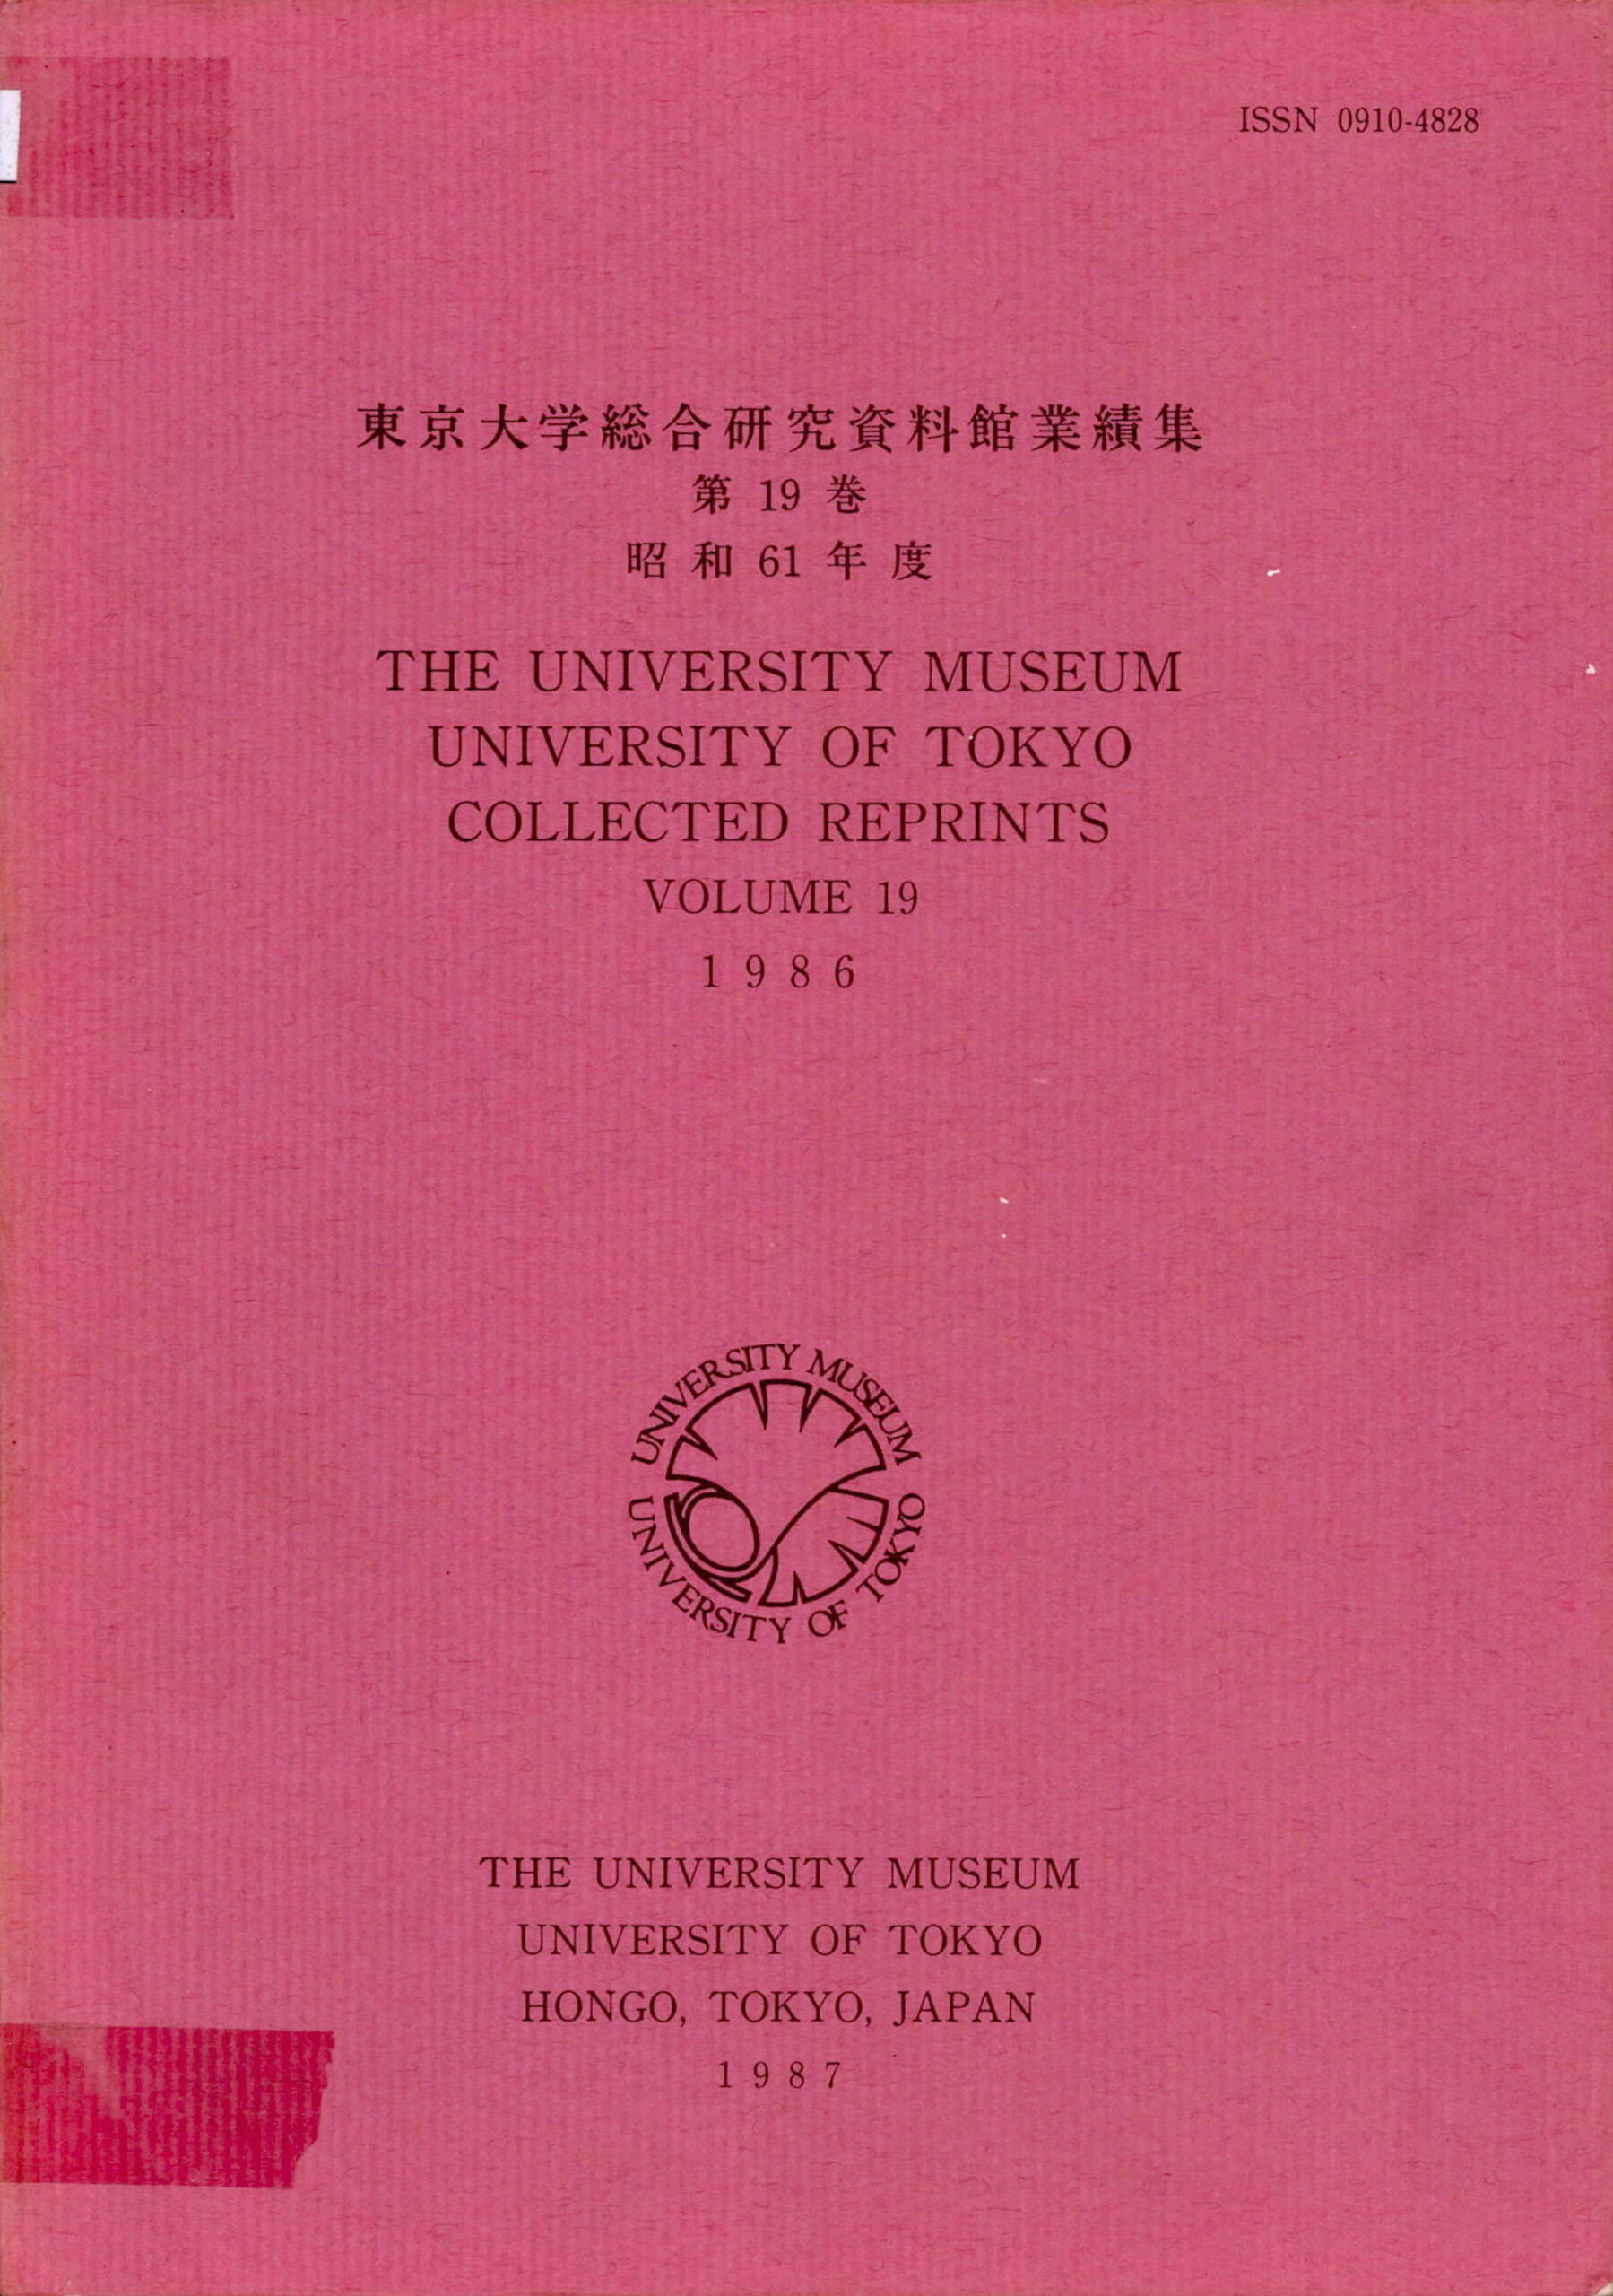 ISSN 0910-4828
東京大学総合研究資料館業績集
第 19 巻
昭 和 61 年 度
THE UNIVERSITY MUSEUM
UNIVERSITY OF TOKYO
COLLECTED REPRINTS
VOLUME 19
1 9 8 6
UNIVERSITY MUSEUM
UNIVERSITY OF TOKYO
THE UNIVERSITY MUSEUM
UNIVERSITY OF TOKYO
HONGO, TOKYO, JAPAN
1 9 8 7